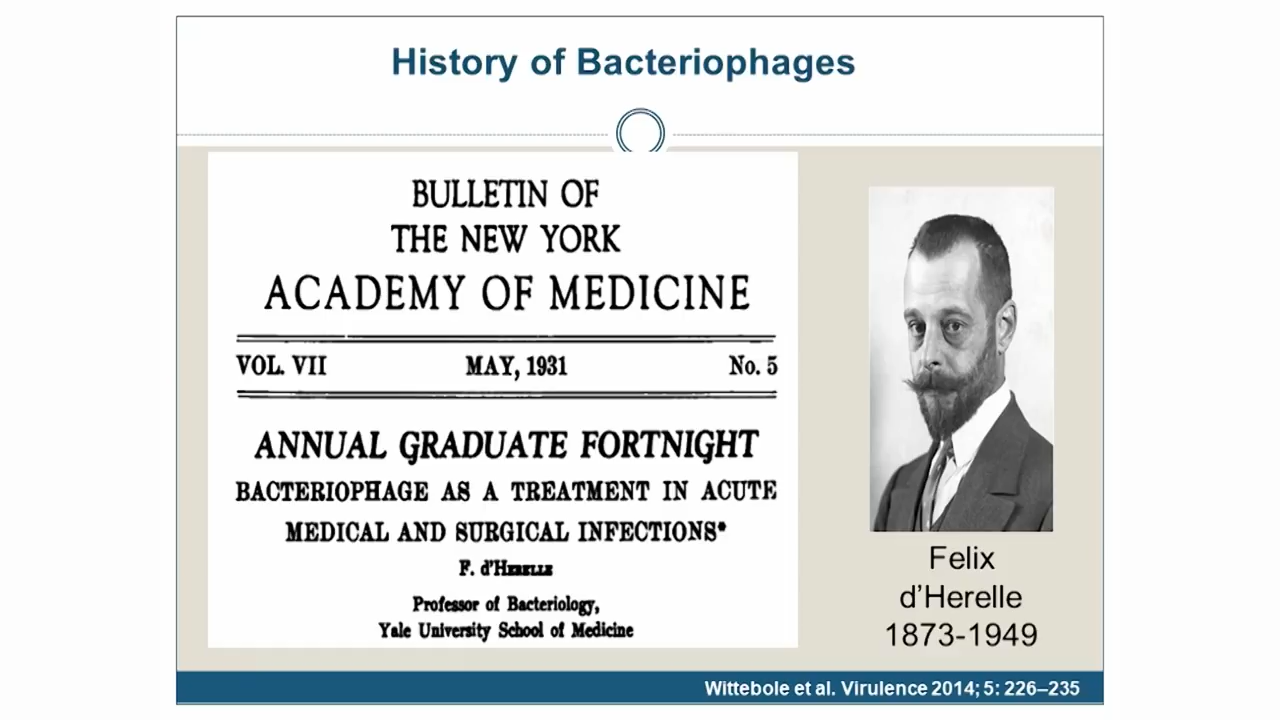 History of Bacteriophages
BULLETIN OF
THE NEW YORK
ACADEMY OF MEDICINE
VOL. VII MAY, 1931 No. 5
ANNUAL GRADUATE FORTNIGHT
BACTERIOPHAGE AS A TREATMENT IN ACUTE
MEDICAL AND SURGICAL INFECTIONS*
F. d'HERELLE
Professor of Bacteriology,
Yale University School of Medicine
Felix
d’Herelle
1873-1949
Wittebole et al. Virulence 2014; 5: 226–235